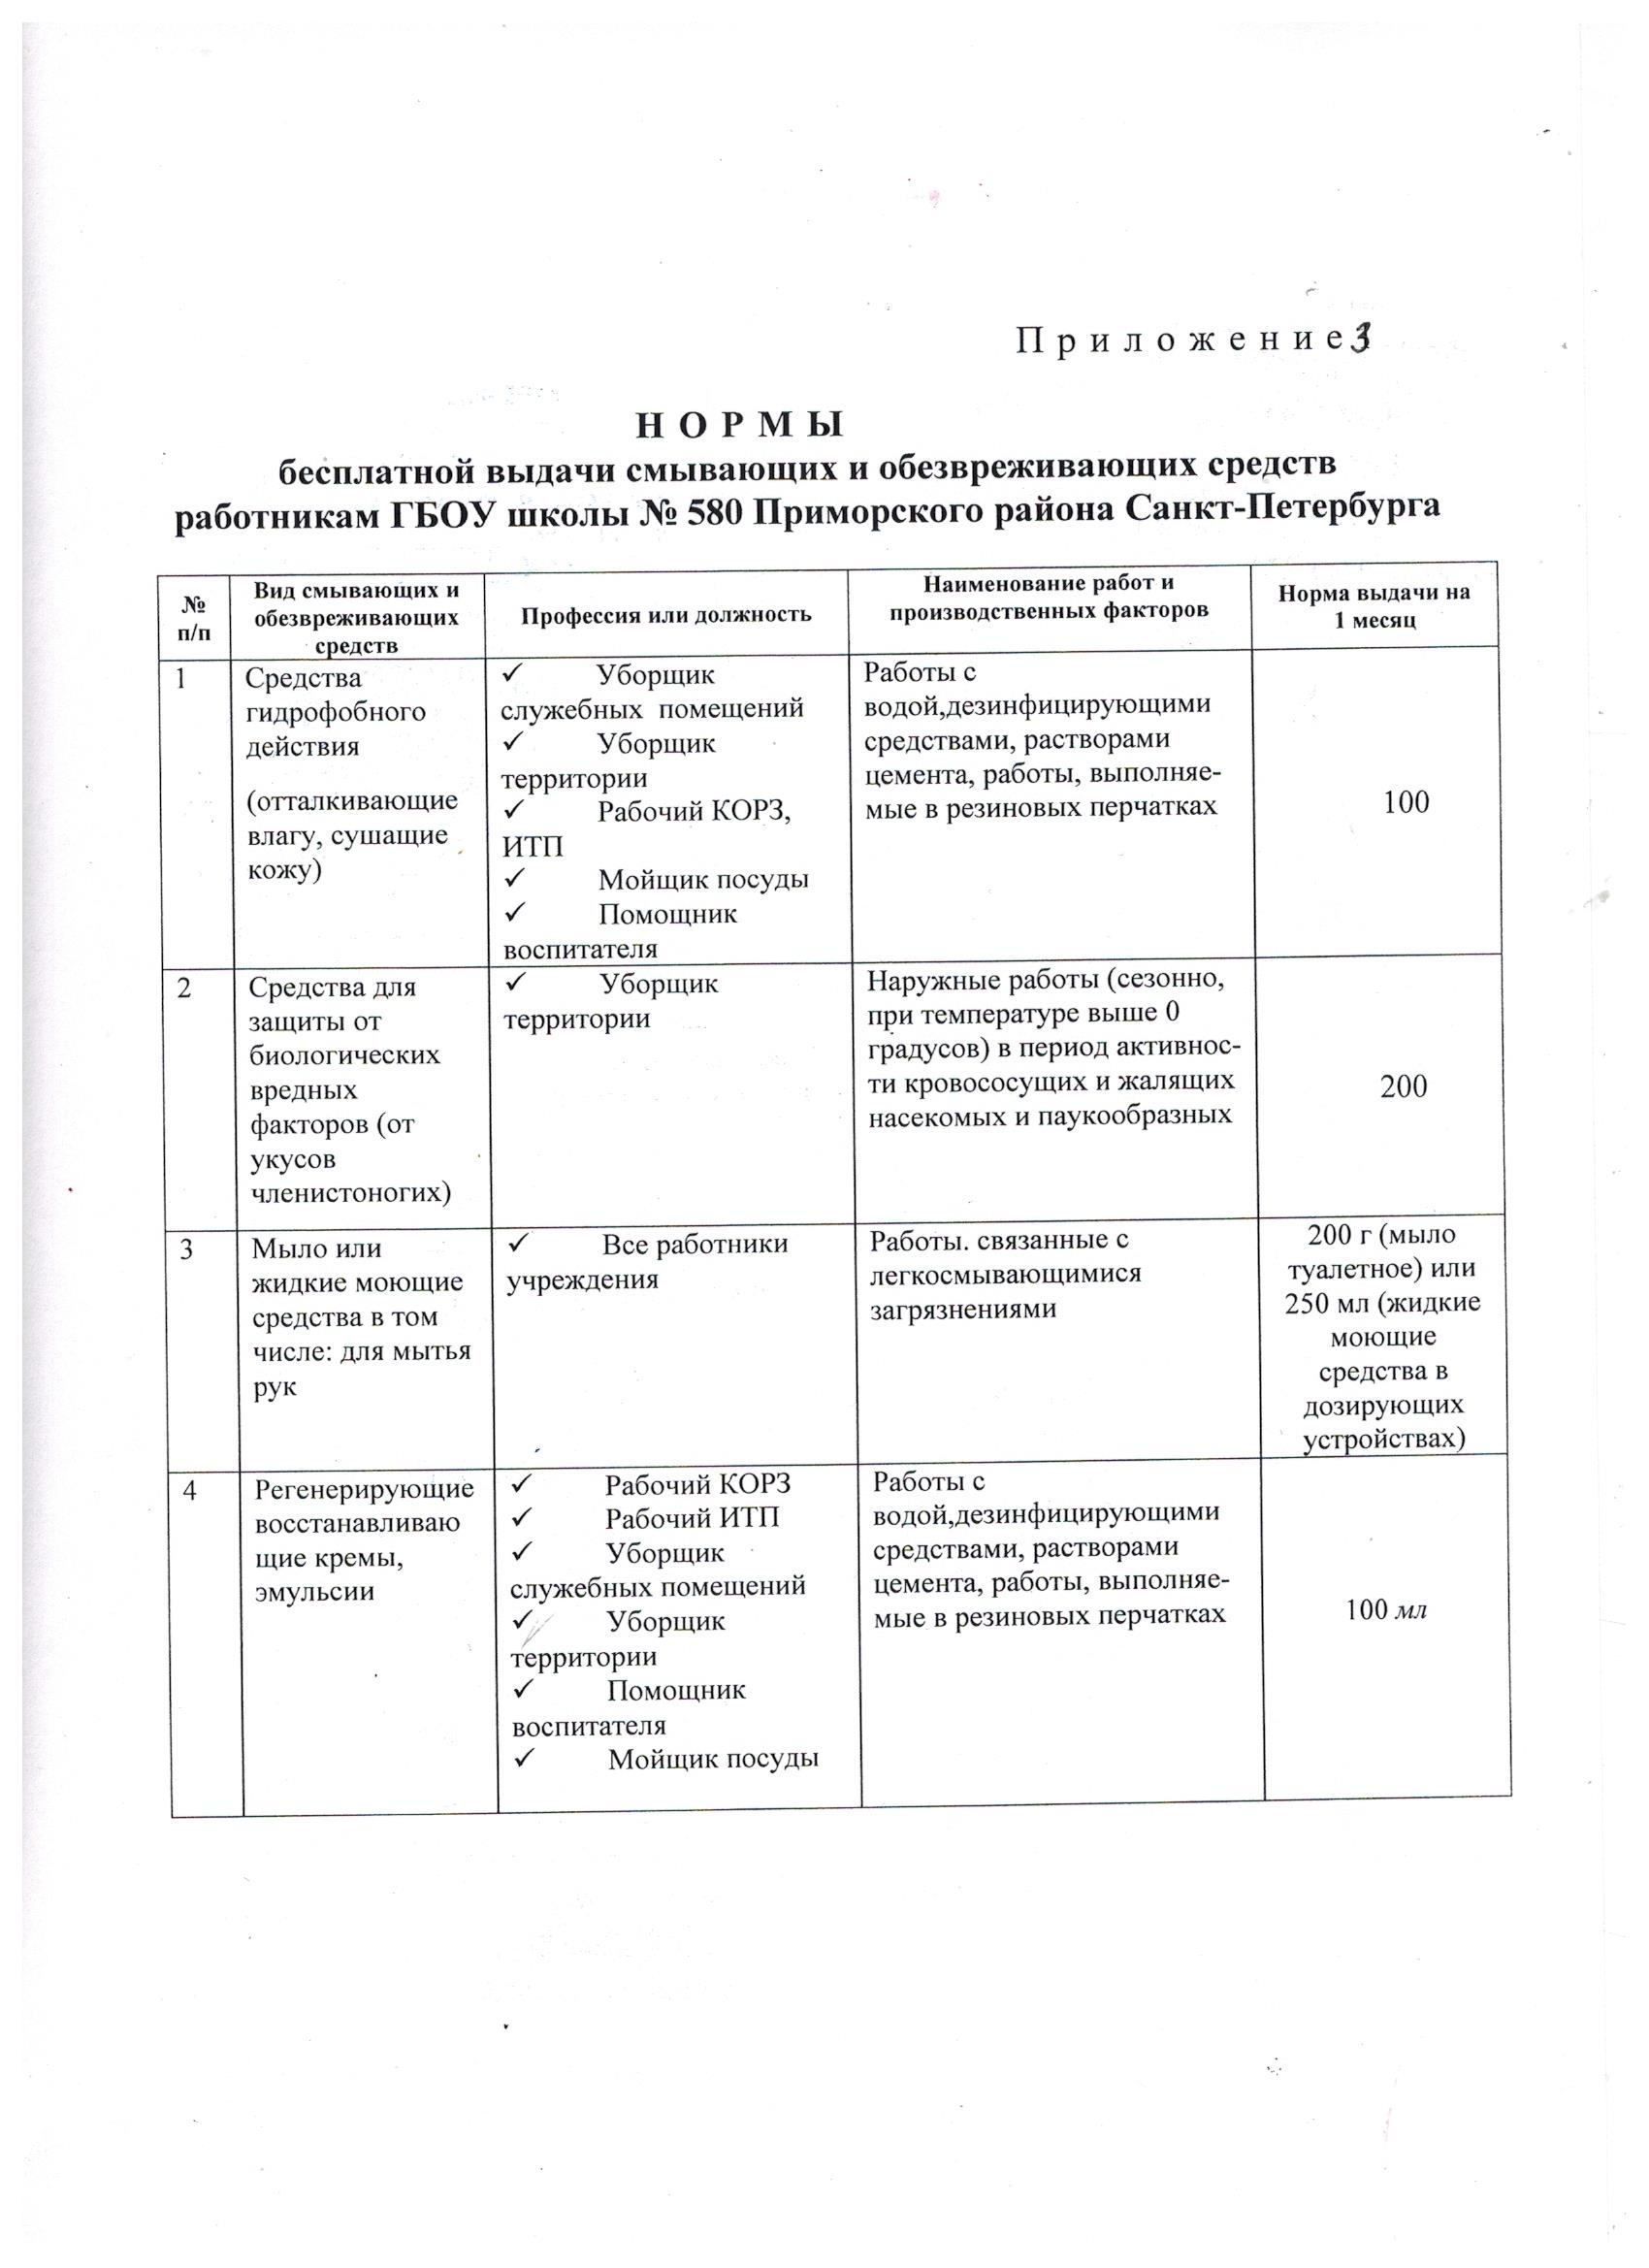 Приложение3
НОРМЫ
бесплатной выдачи смывающих и обезвреживающих средств
работникам ГБОУ школы № 580 Приморского района Санкт-Петербурга
№
п/п
Вид смывающих и
обезвреживающих
средств
Профессия или должность
Наименование работ и
производственных факторов
Норма выдачи на
1 месяц
1
Средства
гидрофобного
действия
(отталкивающие
влагу, сушащие
кожу)
✓ Уборщик
служебных помещений
✓ Уборщик
территории
✓ Рабочий КОРЗ,
ИТП
✓ Мойщик посуды
✓ Помощник
воспитателя
Работы с
водой,дезинфицирующими
средствами, растворами
цемента, работы, выполняе-
мые в резиновых перчатках
100
2
Средства для
защиты от
биологических
вредных
факторов (от
укусов
членистоногих)
✓ Уборщик
территории
Наружные работы (сезонно,
при температуре выше 0
градусов) в период активнос-
ти кровососущих и жалящих
насекомых и паукообразных
200
3
Мыло или
жидкие моющие
средства в том
числе: для мытья
рук
✓ Все работники
учреждения
Работы. связанные с
легкосмывающимися
загрязнениями
200 г (мыло
туалетное) или
250 мл (жидкие
моющие
средства в
дозирующих
устройствах)
4
Регенерирующие
восстанавливаю
щие кремы,
эмульсии
✓ Рабочий КОРЗ
✓ Рабочий ИТП
✓ Уборщик
служебных помещений
✓ Уборщик
территории
✓ Помощник
воспитателя
✓ Мойщик посуды
Работы с
водой,дезинфицирующими
средствами, растворами
цемента, работы, выполняе-
мые в резиновых перчатках
100 мл